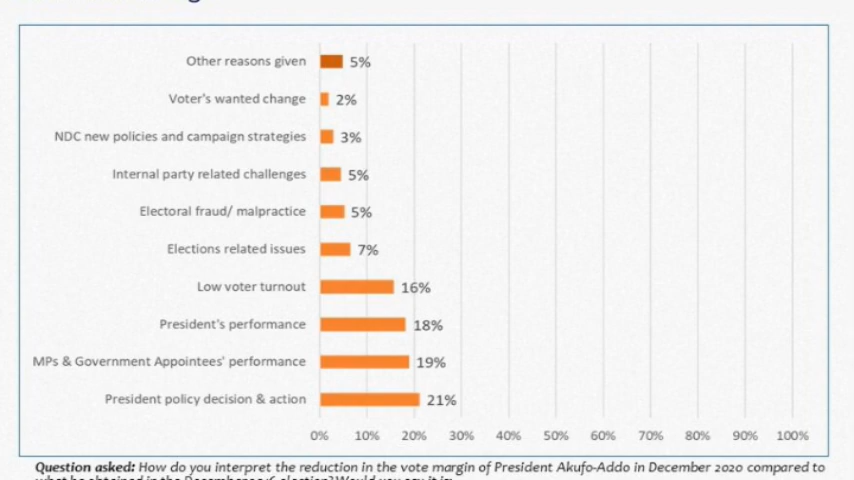 Other reasons given 5%
Voter's wanted change 2%
NDC new policies and campaign strategies 3%
Internal party related challenges 5%
Electoral fraud/ malpractice 5%
Elections related issues 7%
Low voter turnout 16%
President's performance 18%
MPs & Government Appointees' performance 19%
President policy decision & action 21%
0% 10% 20% 30% 40% 50% 60% 70% 80% 90% 100%
Question asked: How do you interpret the reduction in the vote margin of President Akufo-Addo in December 2020 compared to